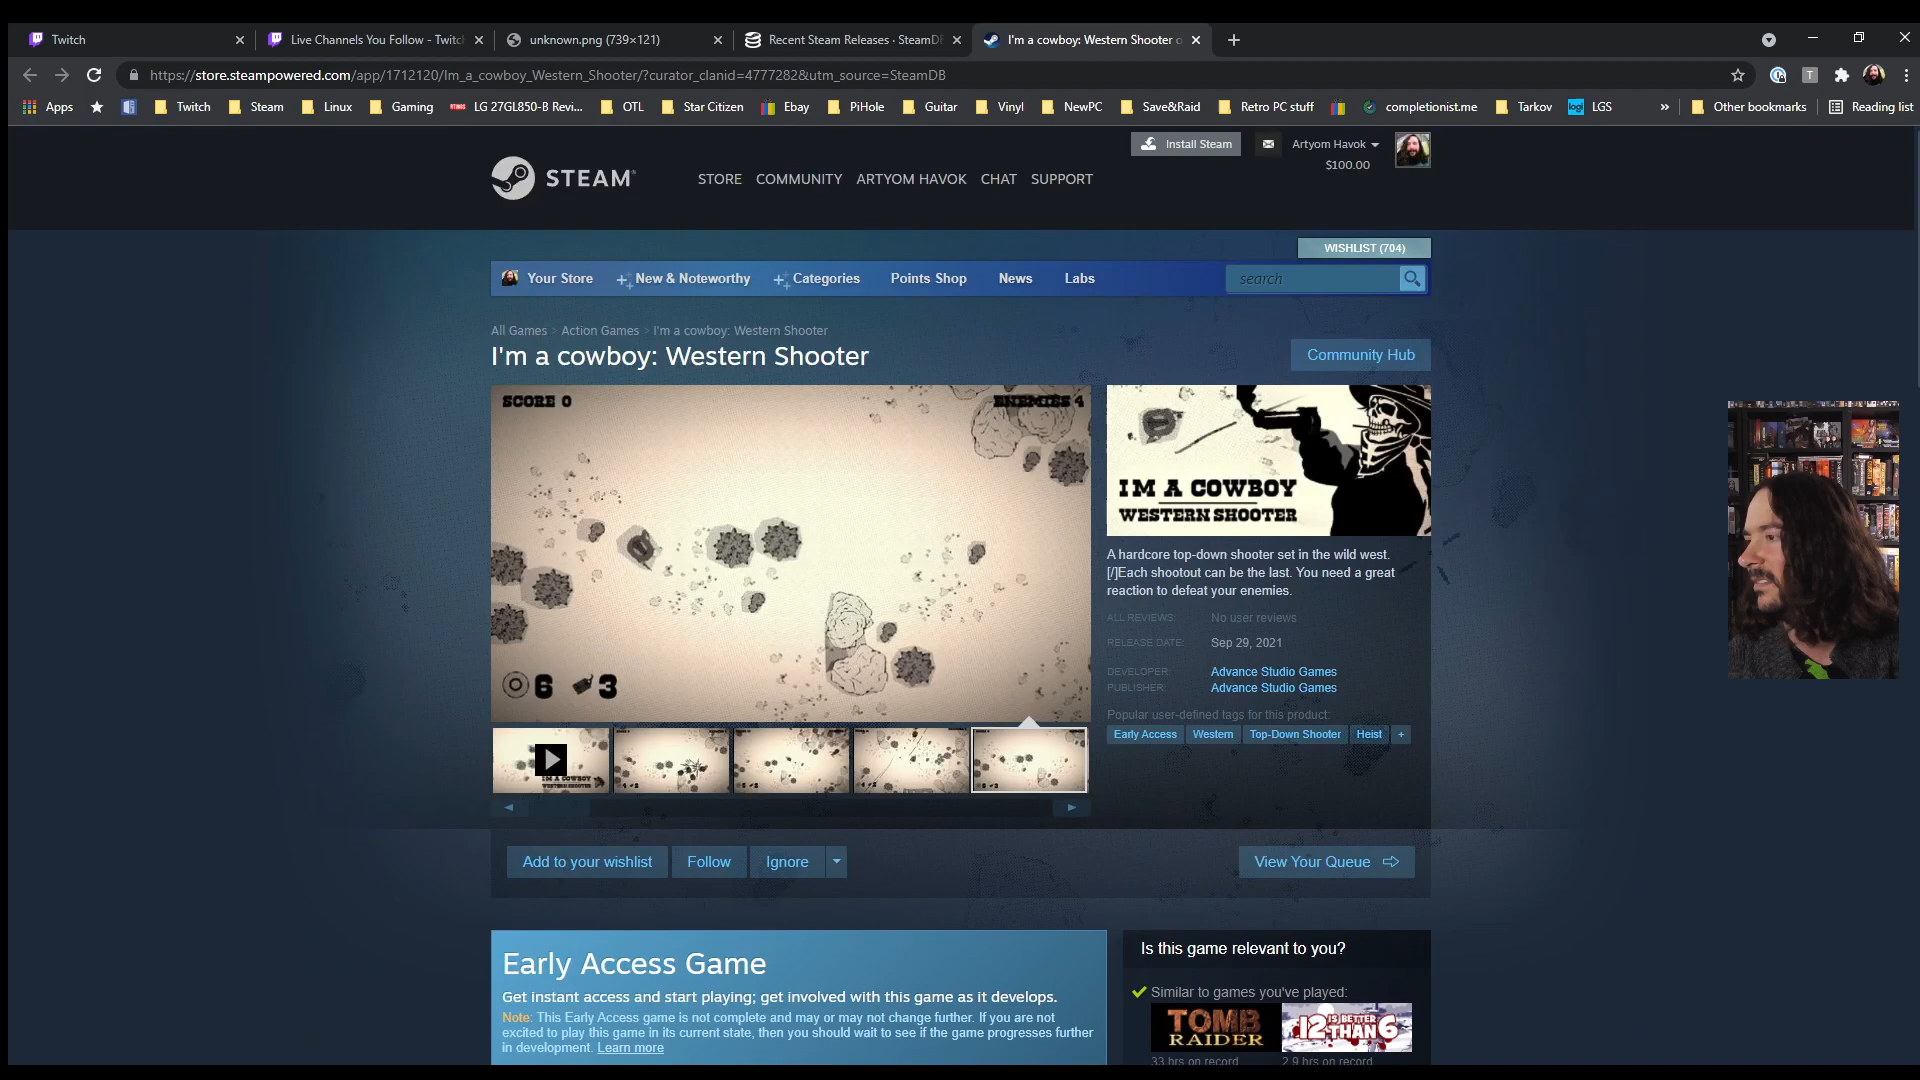 Twitch
Live Channels You Follow - Twitc
unknown.png (739×121)
Recent Steam Releases · SteamDB
I'm a cowboy: Western Shooter o
https://store.steampowered.com/app/1712120/Im_a_cowboy_Western_Shooter/?curator_clanid=4777282&utm_source=SteamDB
Apps
Twitch
Steam
Linux
Gaming
LG 27GL850-B Revi...
OTL
Star Citizen
Ebay
PiHole
Guitar
Vinyl
NewPC
Save&Raid
Retro PC stuff
completionist.me
Tarkov
LGS
»
Other bookmarks
Reading list
Install Steam
Artyom Havok
$100.00
STEAM
STORE
COMMUNITY
ARTYOM HAVOK
CHAT
SUPPORT
WISHLIST (704)
Your Store
New & Noteworthy
Categories
Points Shop
News
Labs
search
All Games > Action Games > I'm a cowboy: Western Shooter
I'm a cowboy: Western Shooter
Community Hub
SCORE 0
ENEMIES 4
6
3
I'M A COWBOY
WESTERN SHOOTER
A hardcore top-down shooter set in the wild west.
[/]Each shootout can be the last. You need a great
reaction to defeat your enemies.
ALL REVIEWS: No user reviews
RELEASE DATE: Sep 29, 2021
DEVELOPER: Advance Studio Games
PUBLISHER: Advance Studio Games
Popular user-defined tags for this product:
Early Access
Western
Top-Down Shooter
Heist
+
Add to your wishlist
Follow
Ignore
View Your Queue
Early Access Game
Get instant access and start playing; get involved with this game as it develops.
Note: This Early Access game is not complete and may or may not change further. If you are not
excited to play this game in its current state, then you should wait to see if the game progresses further
in development. Learn more
Is this game relevant to you?
Similar to games you've played:
TOMB
RAIDER
12 IS BETTER
THAN 6
33 hrs on record
2.9 hrs on record